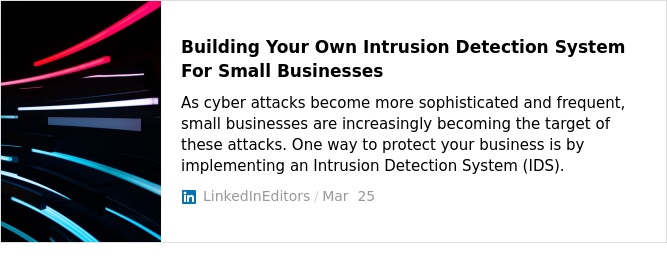 Building Your Own Intrusion Detection System
For Small Businesses
As cyber attacks become more sophisticated and frequent,
small businesses are increasingly becoming the target of
these attacks. One way to protect your business is by
implementing an Intrusion Detection System (IDS).
in LinkedInEditors / Mar 25